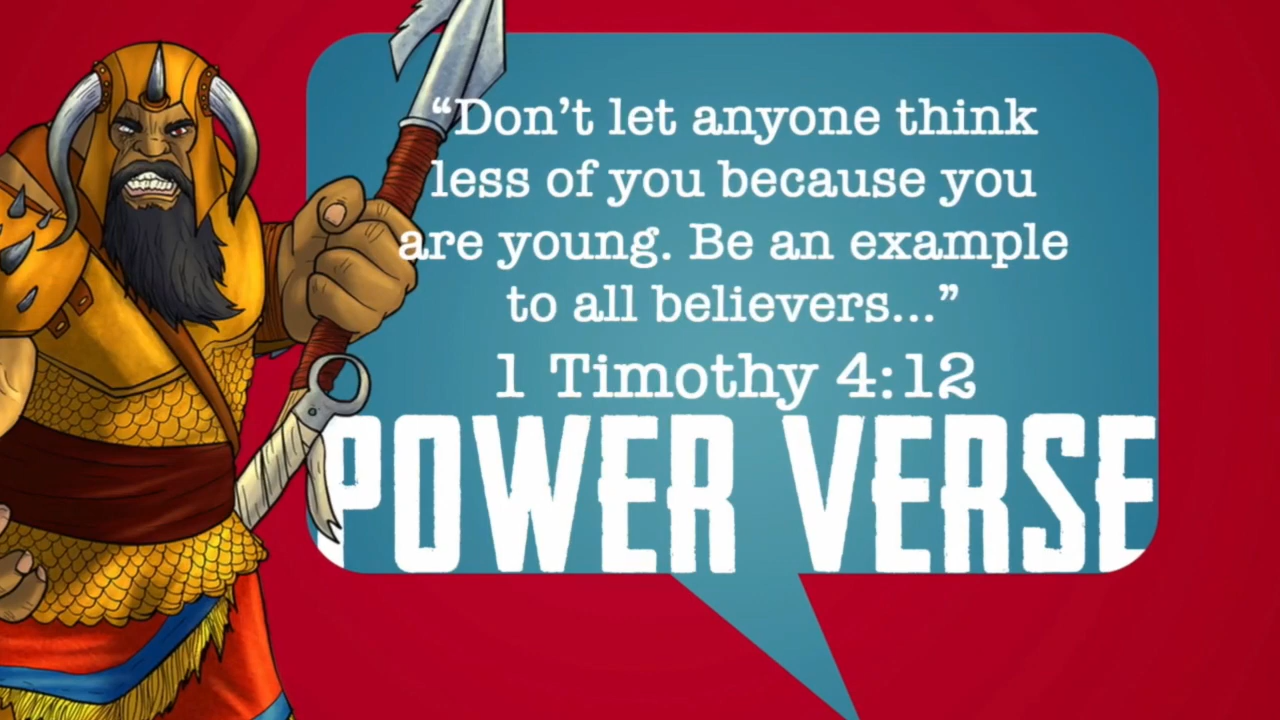 “Don’t let anyone think
less of you because you
are young. Be an example
to all believers...”
1 Timothy 4:12
POWER VERSE